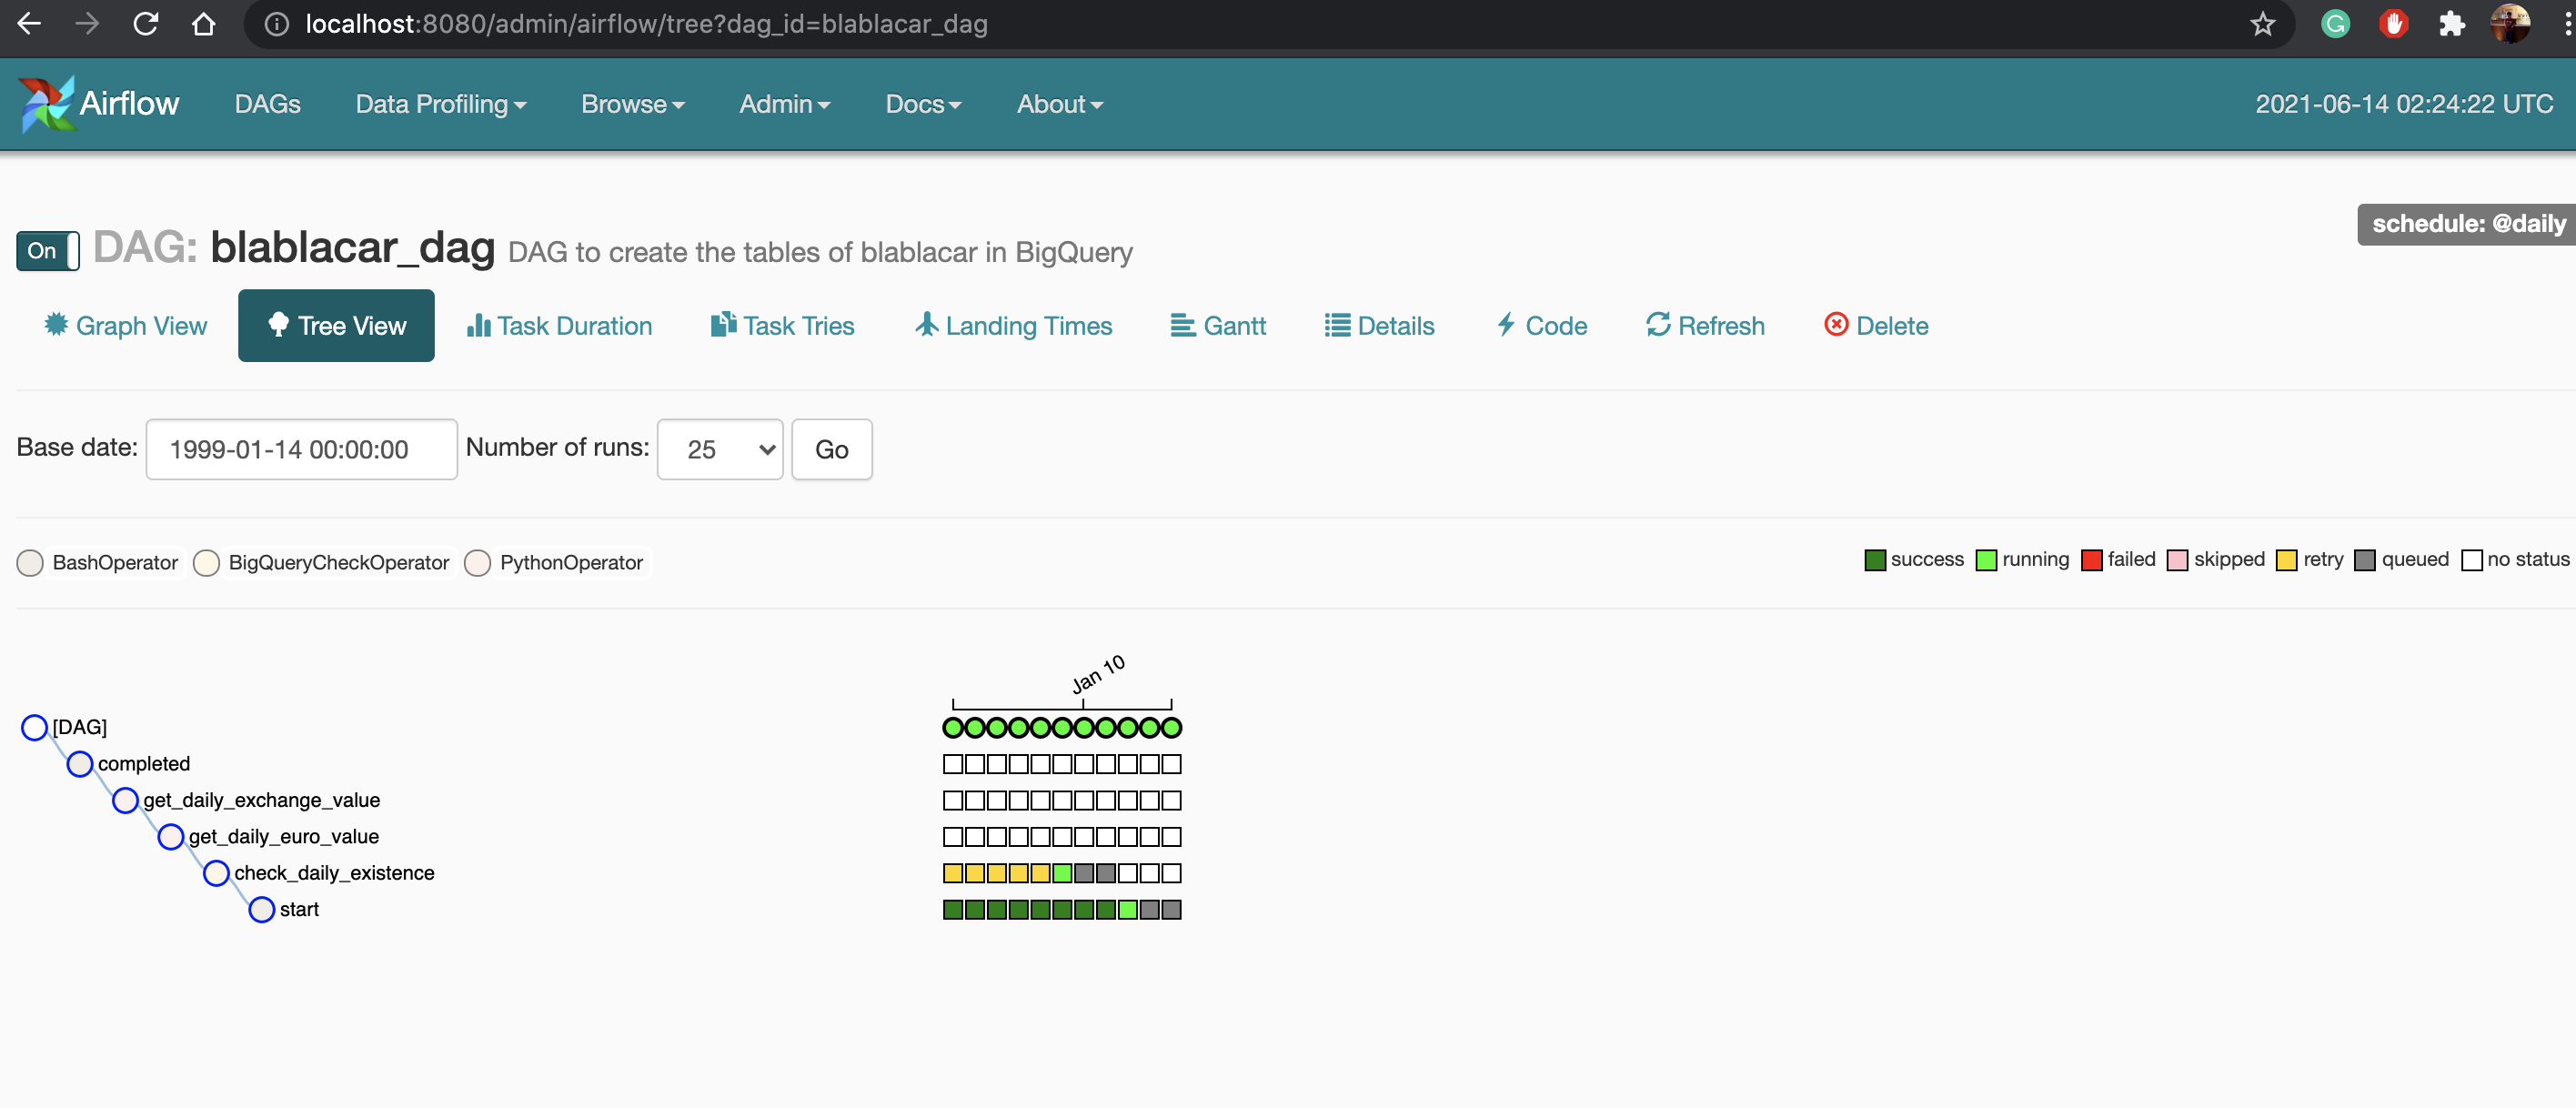 localhost:8080/admin/airflow/tree?dag_id=blablacar_dag
Airflow DAGs Data Profiling Browse Admin Docs About 2021-06-14 02:24:22 UTC
schedule: @daily
On DAG: blablacar_dag DAG to create the tables of blablacar in BigQuery
Graph View Tree View Task Duration Task Tries Landing Times Gantt Details Code Refresh Delete
Base date: 1999-01-14 00:00:00 Number of runs: 25 Go
BashOperator BigQueryCheckOperator PythonOperator success running failed skipped retry queued no status
Jan 10
[DAG]
completed
get_daily_exchange_value
get_daily_euro_value
check_daily_existence
start